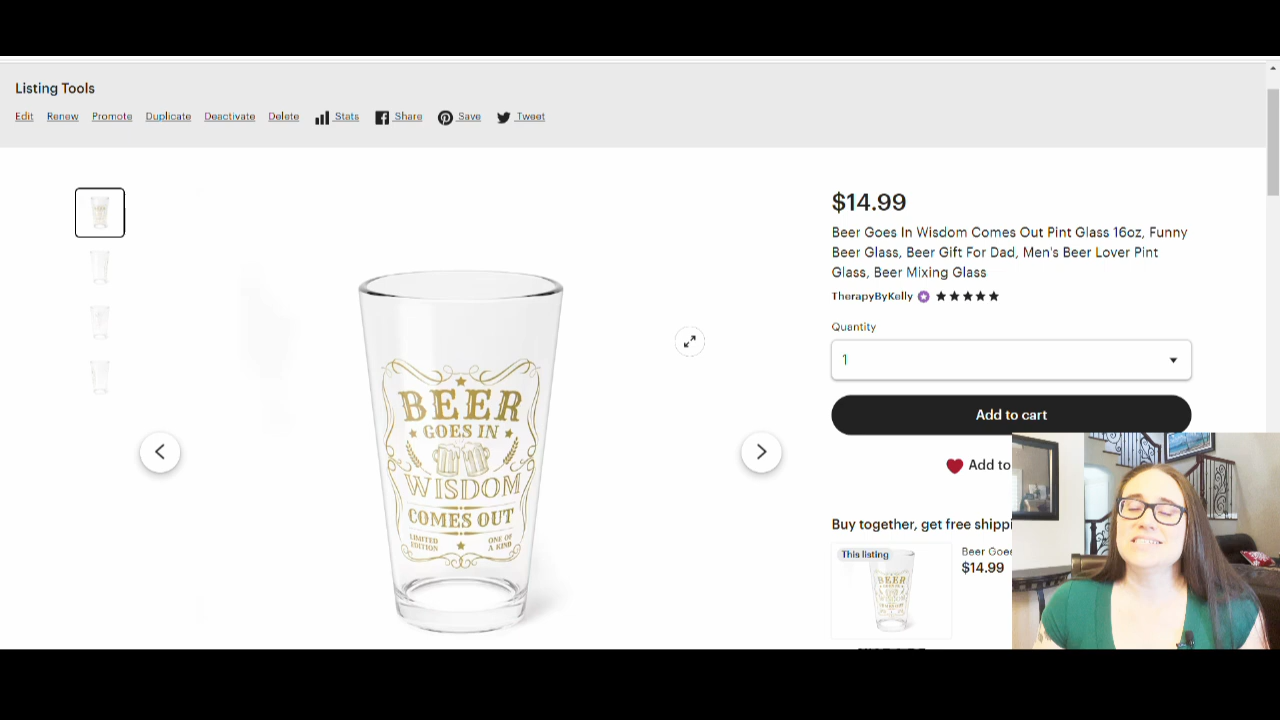 Listing Tools
Edit Renew Promote Duplicate Deactivate Delete Stats Share Save Tweet
$14.99
Beer Goes In Wisdom Comes Out Pint Glass 16oz, Funny
Beer Glass, Beer Gift For Dad, Men's Beer Lover Pint
Glass, Beer Mixing Glass
TherapyByKelly
Quantity
1
Add to cart
Add to
BEER
GOES IN
WISDOM
COMES OUT
LIMITED EDITION
ONE OF A KIND
Buy together, get free shippi
This listing
Beer Goes
$14.99